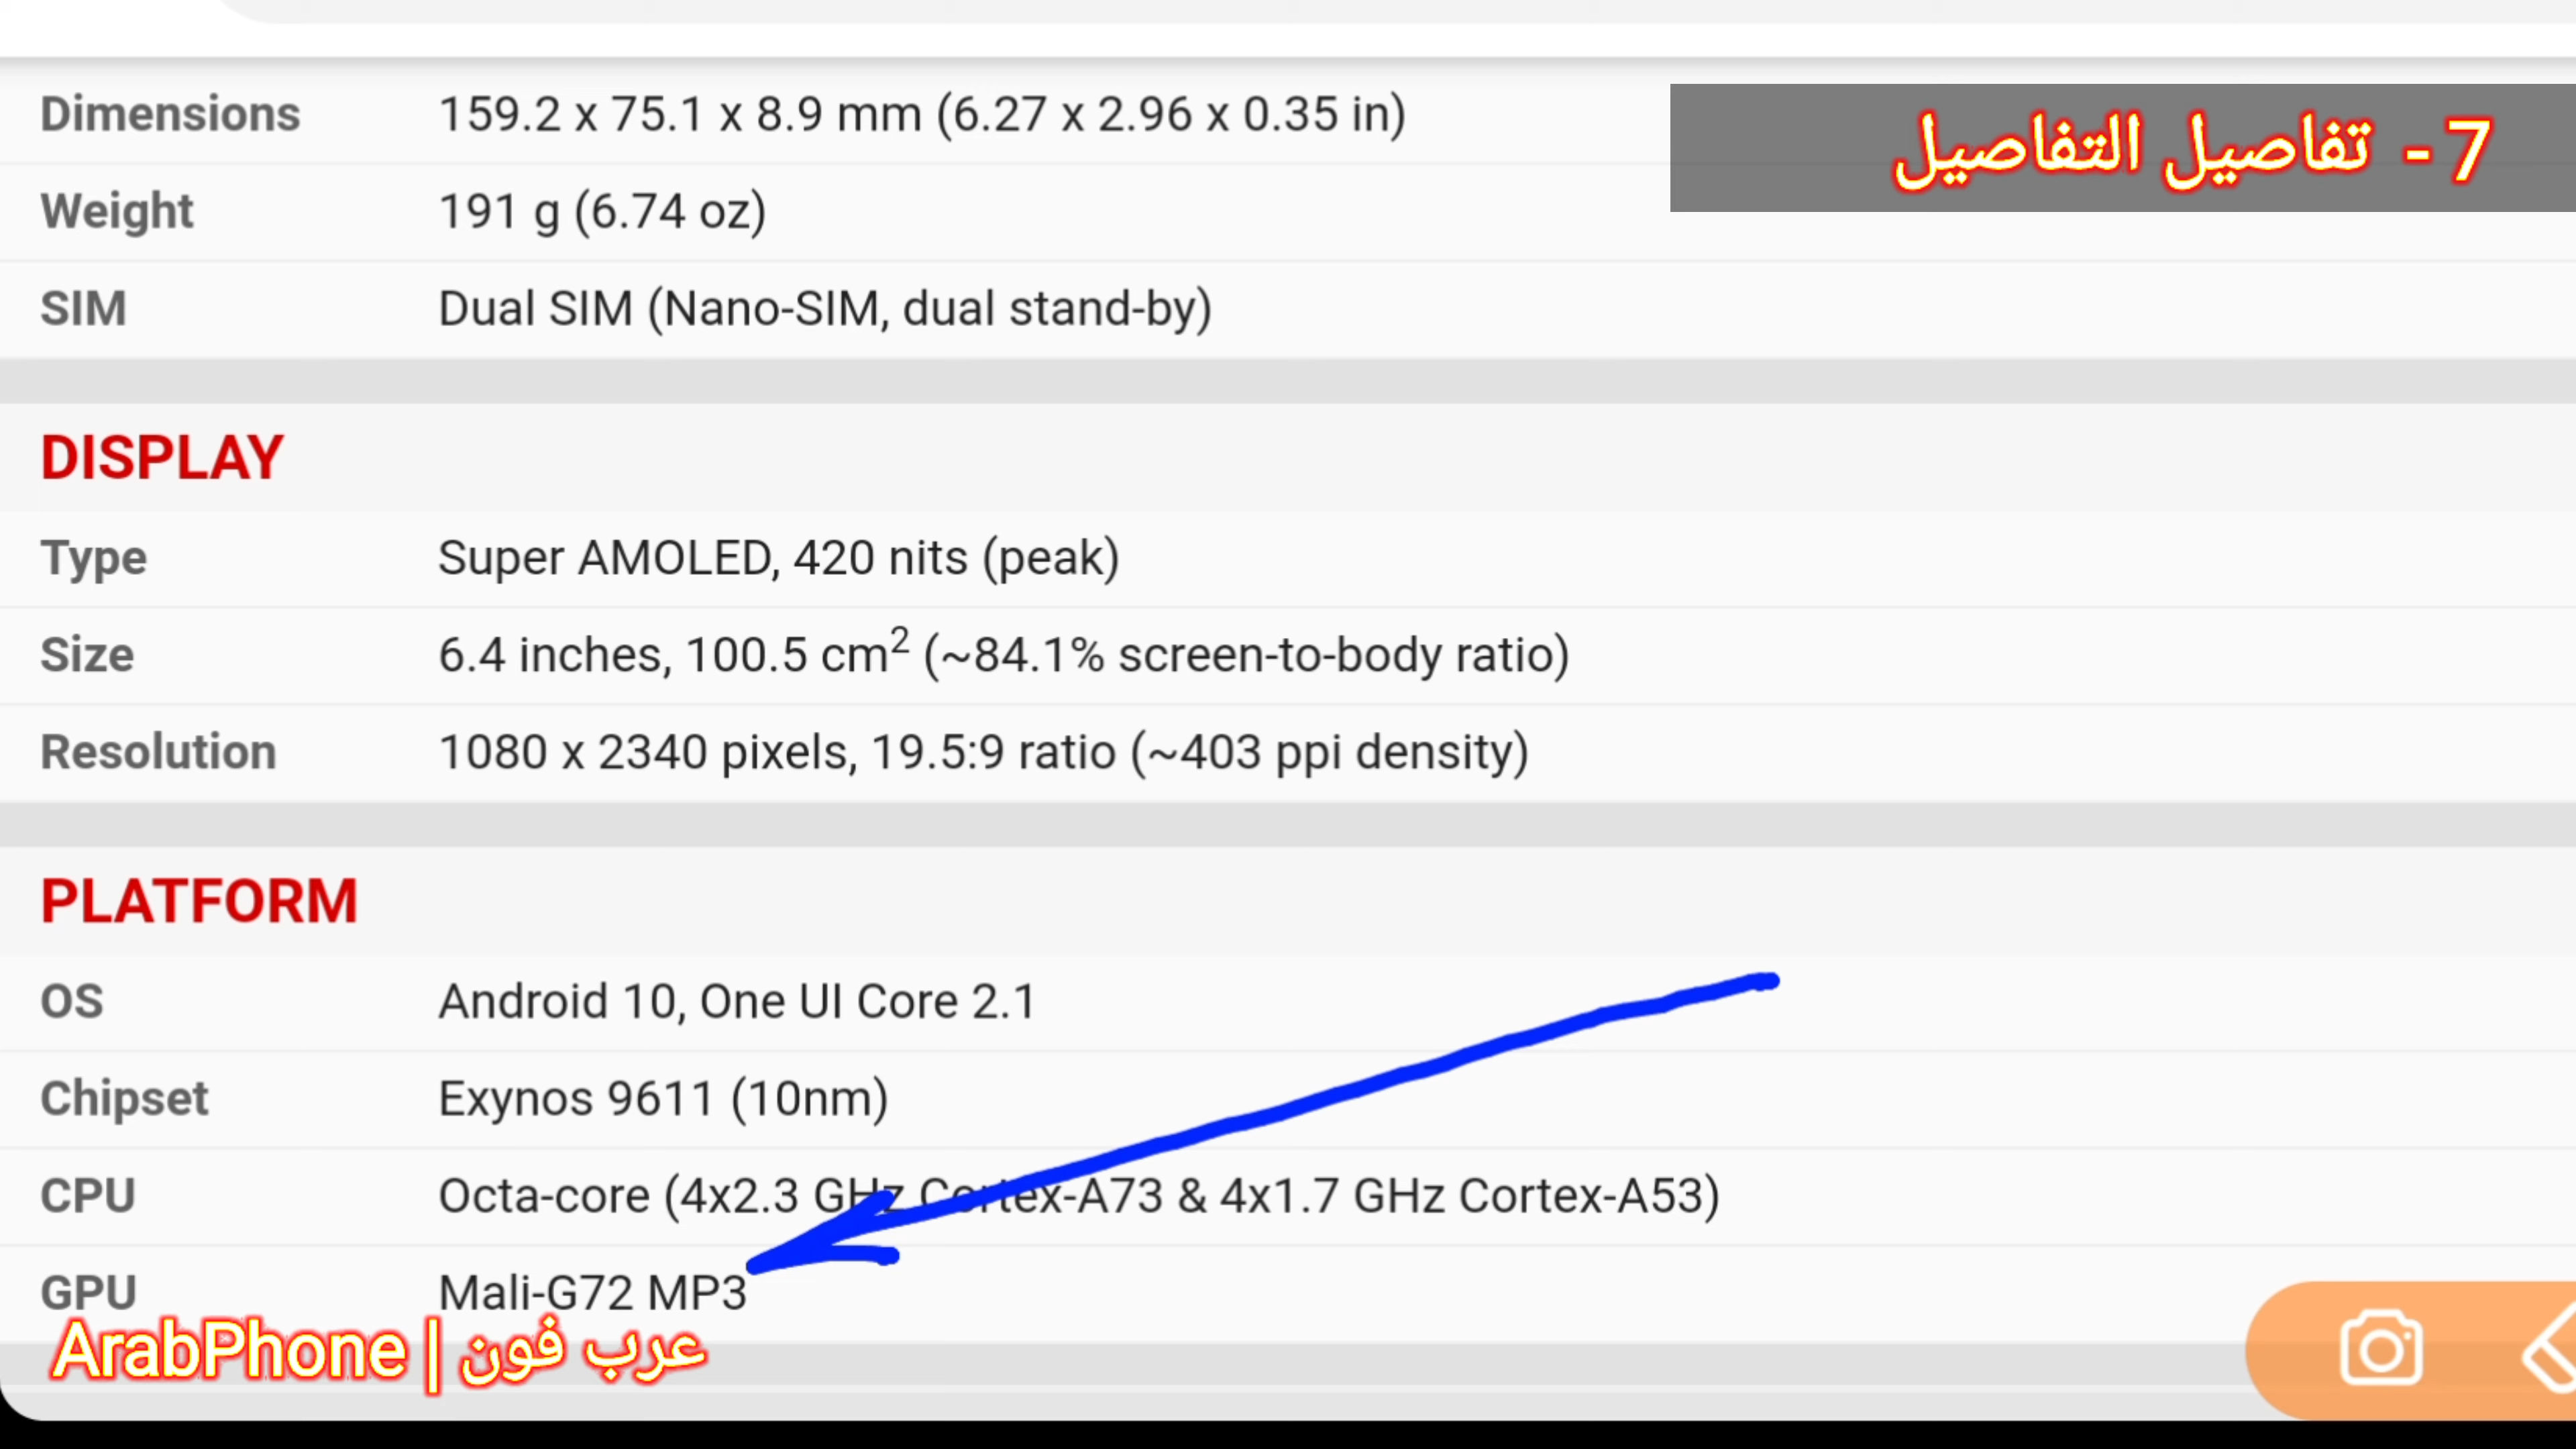 Dimensions 159.2 x 75.1 x 8.9 mm (6.27 x 2.96 x 0.35 in)
7 - تفاصيل التفاصيل
Weight 191 g (6.74 oz)
SIM Dual SIM (Nano-SIM, dual stand-by)
DISPLAY
Type Super AMOLED, 420 nits (peak)
Size 6.4 inches, 100.5 cm² (~84.1% screen-to-body ratio)
Resolution 1080 x 2340 pixels, 19.5:9 ratio (~403 ppi density)
PLATFORM
OS Android 10, One UI Core 2.1
Chipset Exynos 9611 (10nm)
CPU Octa-core (4x2.3 GHz Cortex-A73 & 4x1.7 GHz Cortex-A53)
GPU Mali-G72 MP3
ArabPhone | عرب فون